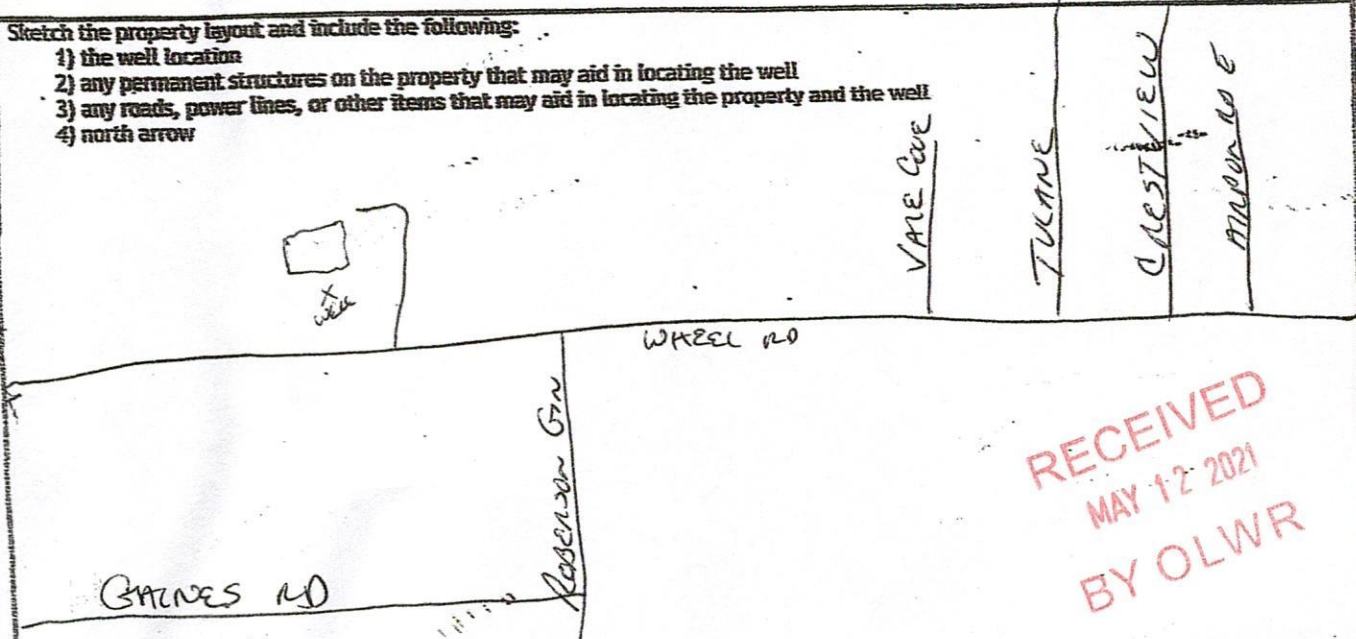 Sketch the property layout and include the following:
1) the well location
2) any permanent structures on the property that may aid in locating the well
3) any roads, power lines, or other items that may aid in locating the property and the well
4) north arrow
VALE COVE
TULANE
CRESTVIEW
AIRPORT RD E
X
WELL
WHEEL RD
ROBERSON GIN
GAINES RD
RECEIVED
MAY 12 2021
BY OLWR